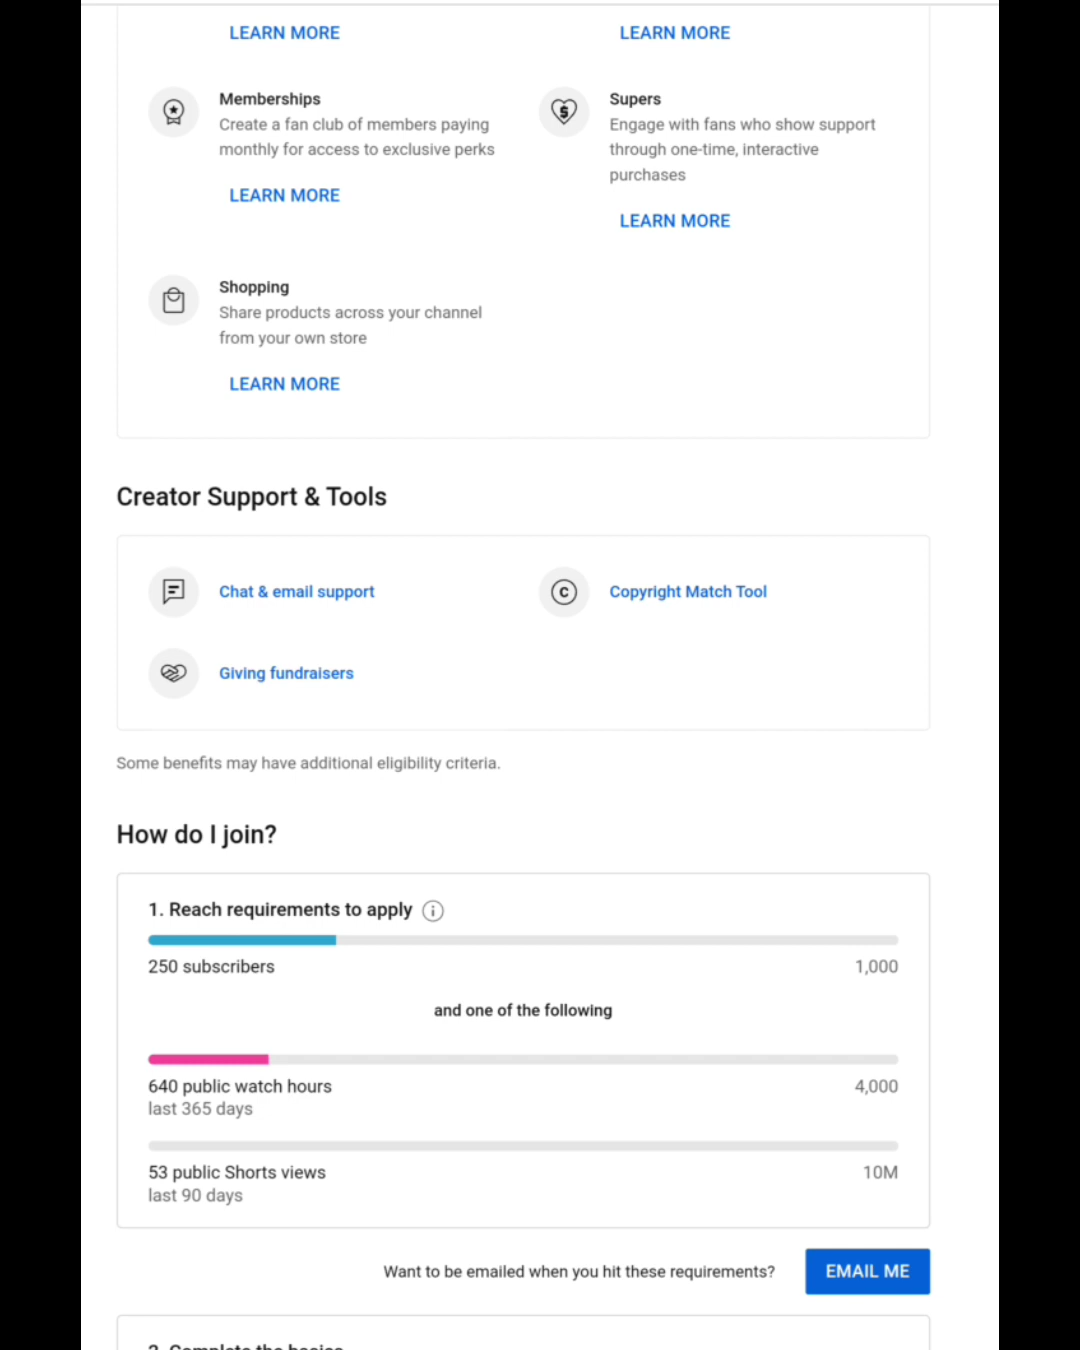 LEARN MORE
LEARN MORE
Memberships
Create a fan club of members paying
monthly for access to exclusive perks
LEARN MORE
Supers
Engage with fans who show support
through one-time, interactive
purchases
LEARN MORE
Shopping
Share products across your channel
from your own store
LEARN MORE
Creator Support & Tools
Chat & email support
Copyright Match Tool
Giving fundraisers
Some benefits may have additional eligibility criteria.
How do I join?
1. Reach requirements to apply
250 subscribers
1,000
and one of the following
640 public watch hours
4,000
last 365 days
53 public Shorts views
10M
last 90 days
Want to be emailed when you hit these requirements?
EMAIL ME
2. Complete the basics